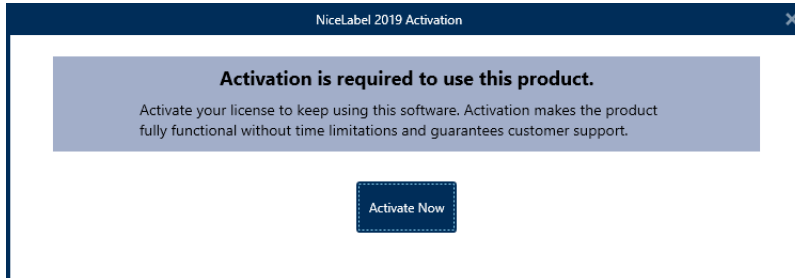 NiceLabel 2019 Activation
Activation is required to use this product.
Activate your license to keep using this software. Activation makes the product
fully functional without time limitations and guarantees customer support.
Activate Now